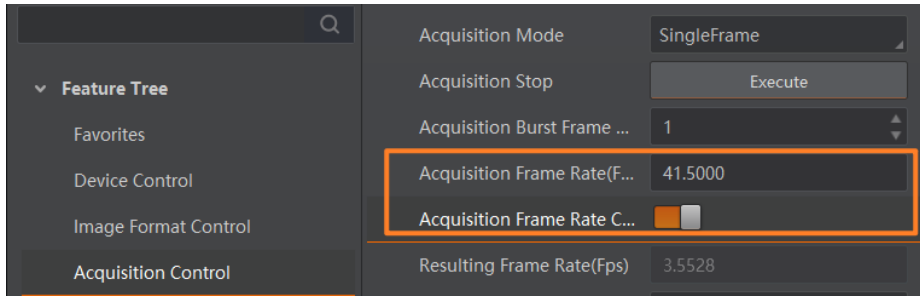 Feature Tree
Favorites
Device Control
Image Format Control
Acquisition Control
Acquisition Mode SingleFrame
Acquisition Stop Execute
Acquisition Burst Frame ... 1
Acquisition Frame Rate(F... 41.5000
Acquisition Frame Rate C...
Resulting Frame Rate(Fps) 3.5528